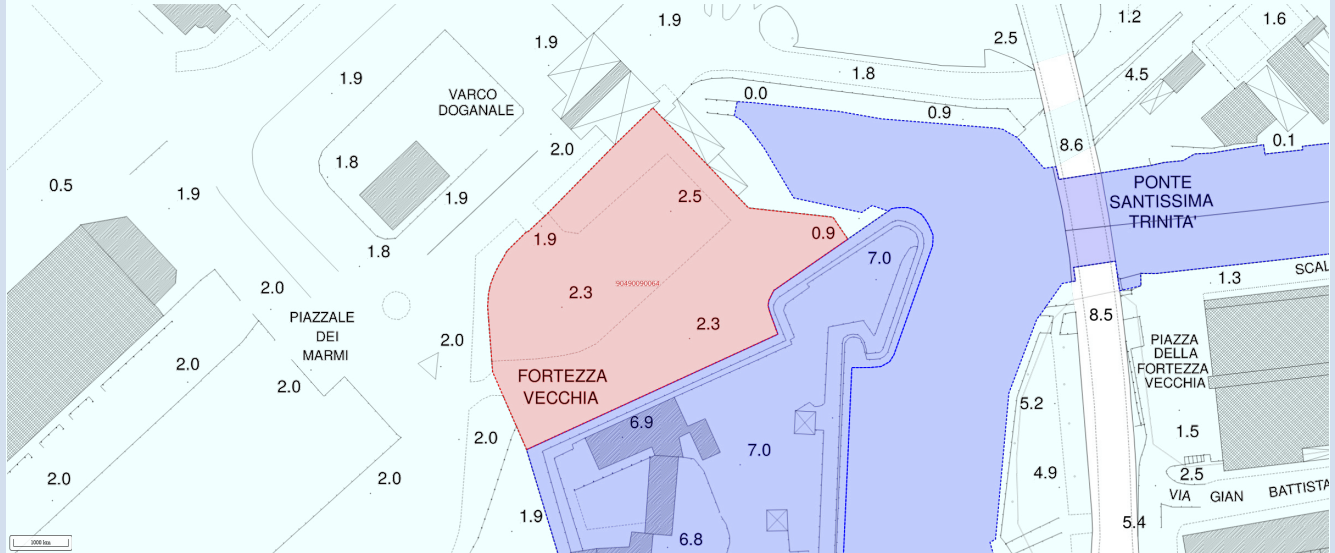 1.9
1.2
1.6
2.5
1.9
1.8
4.5
1.9
VARCO
DOGANALE
0.0
0.9
8.6
0.1
2.0
1.8
0.5
1.9
1.9
2.5
PONTE
SANTISSIMA
TRINITA'
1.8
1.9
0.9
7.0
1.3
SCAL
2.0
2.3
90490090064
PIAZZALE
DEI
MARMI
2.0
2.3
8.5
PIAZZA
DELLA
FORTEZZA
VECCHIA
2.0
2.0
FORTEZZA
VECCHIA
5.2
6.9
2.0
7.0
1.5
2.0
2.0
4.9
2.5
VIA GIAN BATTISTA
1.9
5.4
6.8
1000 km